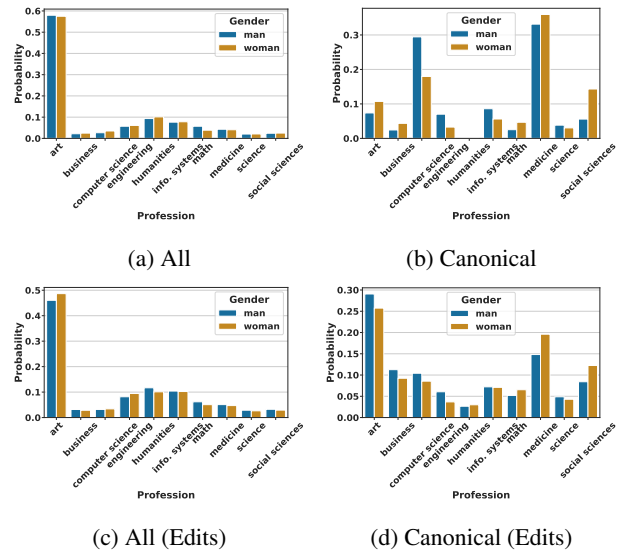 0.6
0.5
0.4
0.3
0.2
0.1
0.0
Probability
Gender
man
woman
art
business
computer science
engineering
humanities
info. systems
math
medicine
science
social sciences
Profession
(a) All
0.3
0.2
0.1
0.0
Probability
Gender
man
woman
art
business
computer science
engineering
humanities
info. systems
math
medicine
science
social sciences
Profession
(b) Canonical
0.5
0.4
0.3
0.2
0.1
0.0
Probability
Gender
man
woman
art
business
computer science
engineering
humanities
info. systems
math
medicine
science
social sciences
Profession
(c) All (Edits)
0.30
0.25
0.20
0.15
0.10
0.05
0.00
Probability
Gender
man
woman
art
business
computer science
engineering
humanities
info. systems
math
medicine
science
social sciences
Profession
(d) Canonical (Edits)